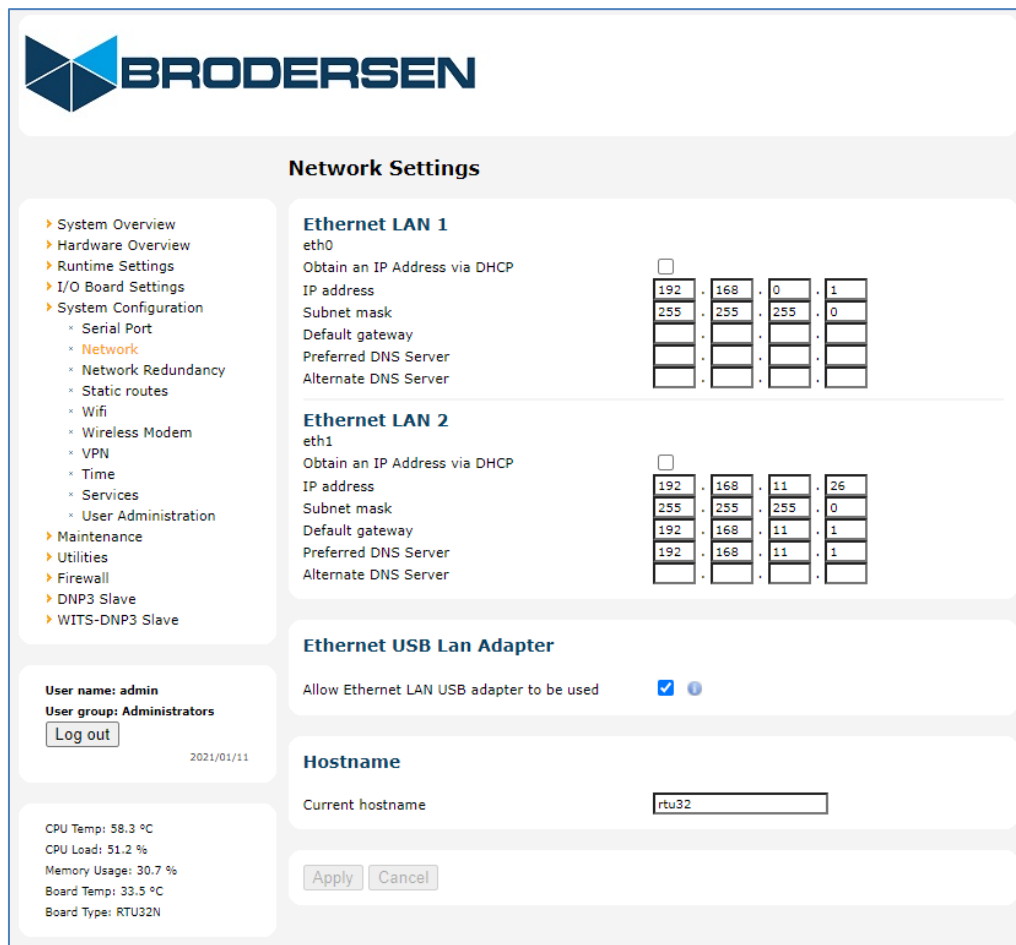 BRODERSEN
Network Settings
System Overview
Hardware Overview
Runtime Settings
I/O Board Settings
System Configuration
Serial Port
Network
Network Redundancy
Static routes
Wifi
Wireless Modem
VPN
Time
Services
User Administration
Maintenance
Utilities
Firewall
DNP3 Slave
WITS-DNP3 Slave
User name: admin
User group: Administrators
Log out
2021/01/11
CPU Temp: 58.3 ºC
CPU Load: 51.2 %
Memory Usage: 30.7 %
Board Temp: 33.5 ºC
Board Type: RTU32N
Ethernet LAN 1
eth0
Obtain an IP Address via DHCP
IP address 192 . 168 . 0 . 1
Subnet mask 255 . 255 . 255 . 0
Default gateway . . .
Preferred DNS Server . . .
Alternate DNS Server . . .
Ethernet LAN 2
eth1
Obtain an IP Address via DHCP
IP address 192 . 168 . 11 . 26
Subnet mask 255 . 255 . 255 . 0
Default gateway 192 . 168 . 11 . 1
Preferred DNS Server 192 . 168 . 11 . 1
Alternate DNS Server . . .
Ethernet USB Lan Adapter
Allow Ethernet LAN USB adapter to be used
Hostname
Current hostname rtu32
Apply Cancel